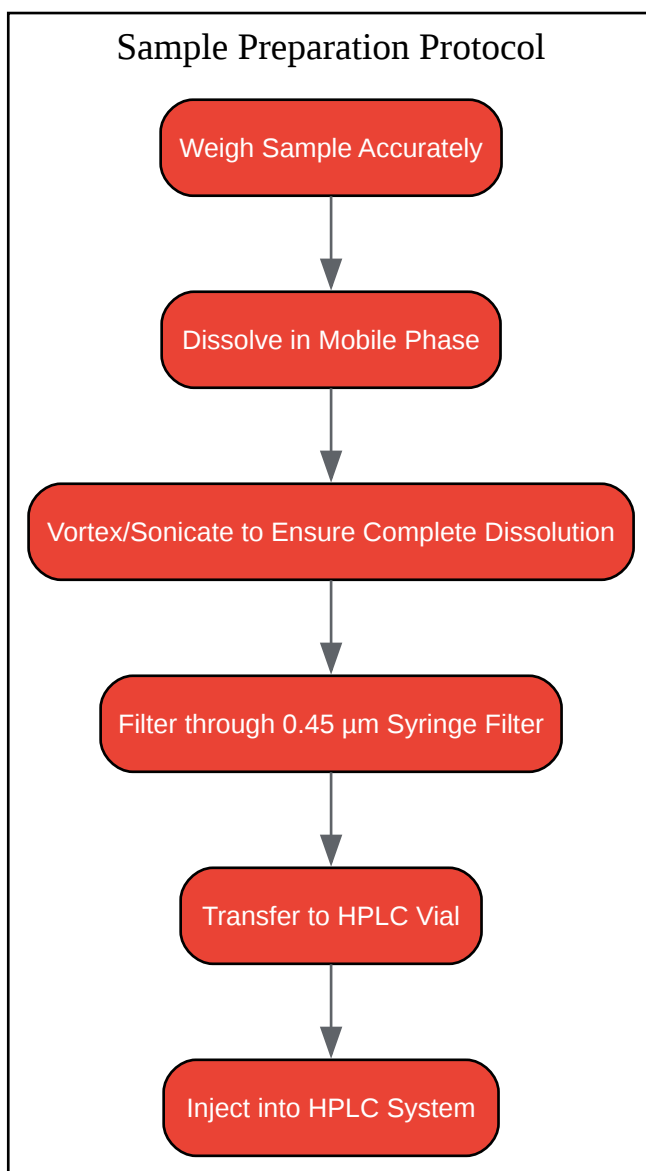 Sample Preparation Protocol
Weigh Sample Accurately
Dissolve in Mobile Phase
Vortex/Sonicate to Ensure Complete Dissolution
Filter through 0.45 µm Syringe Filter
Transfer to HPLC Vial
Inject into HPLC System